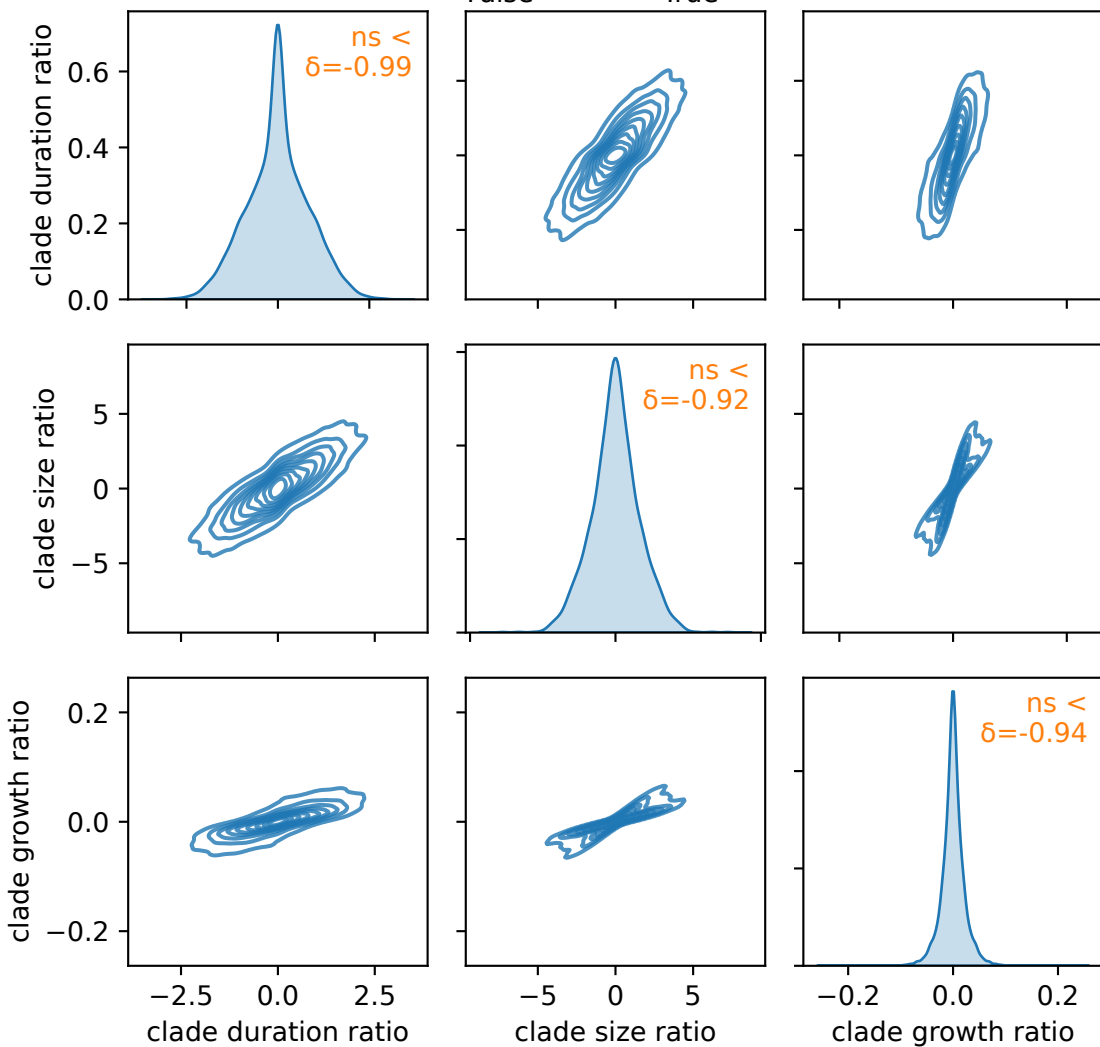 True
clade duration ratio
0.6
0.4
0.2
0.0
ns <
δ=-0.99
clade size ratio
5
0
−5
ns <
δ=-0.92
clade growth ratio
0.2
0.0
−0.2
ns <
δ=-0.94
−2.5 0.0 2.5
−5 0 5
−0.2 0.0 0.2
clade duration ratio
clade size ratio
clade growth ratio